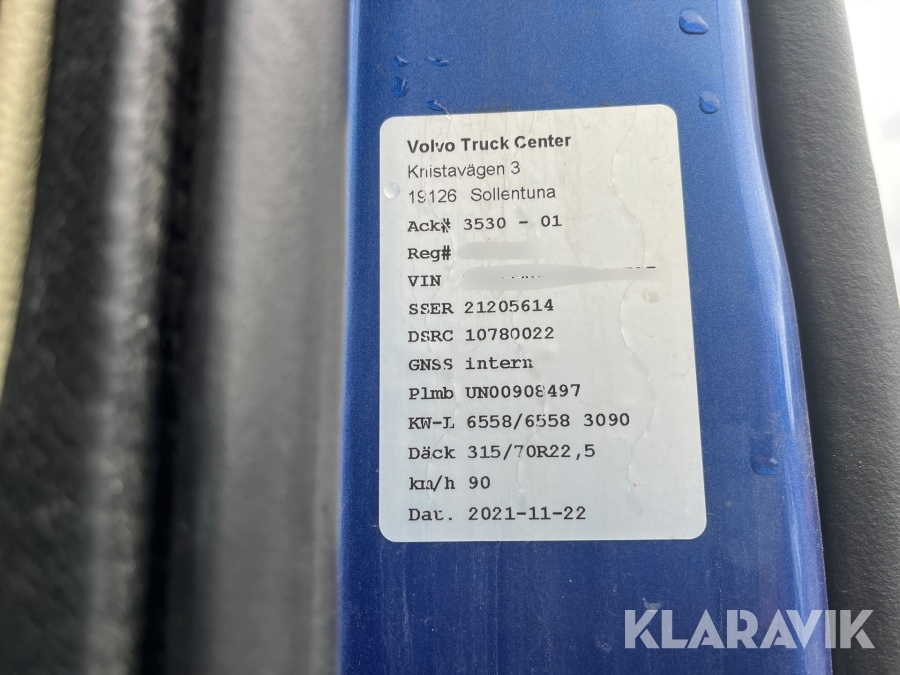 Volvo Truck Center
Knistavägen 3
19126 Sollentuna
Ack# 3530 - 01
Reg#
VIN
SSER 21205614
DSRC 10780022
GNSS intern
Plmb UN00908497
KW-L 6558/6558 3090
Däck 315/70R22,5
km/h 90
Dat. 2021-11-22
KLARAVIK